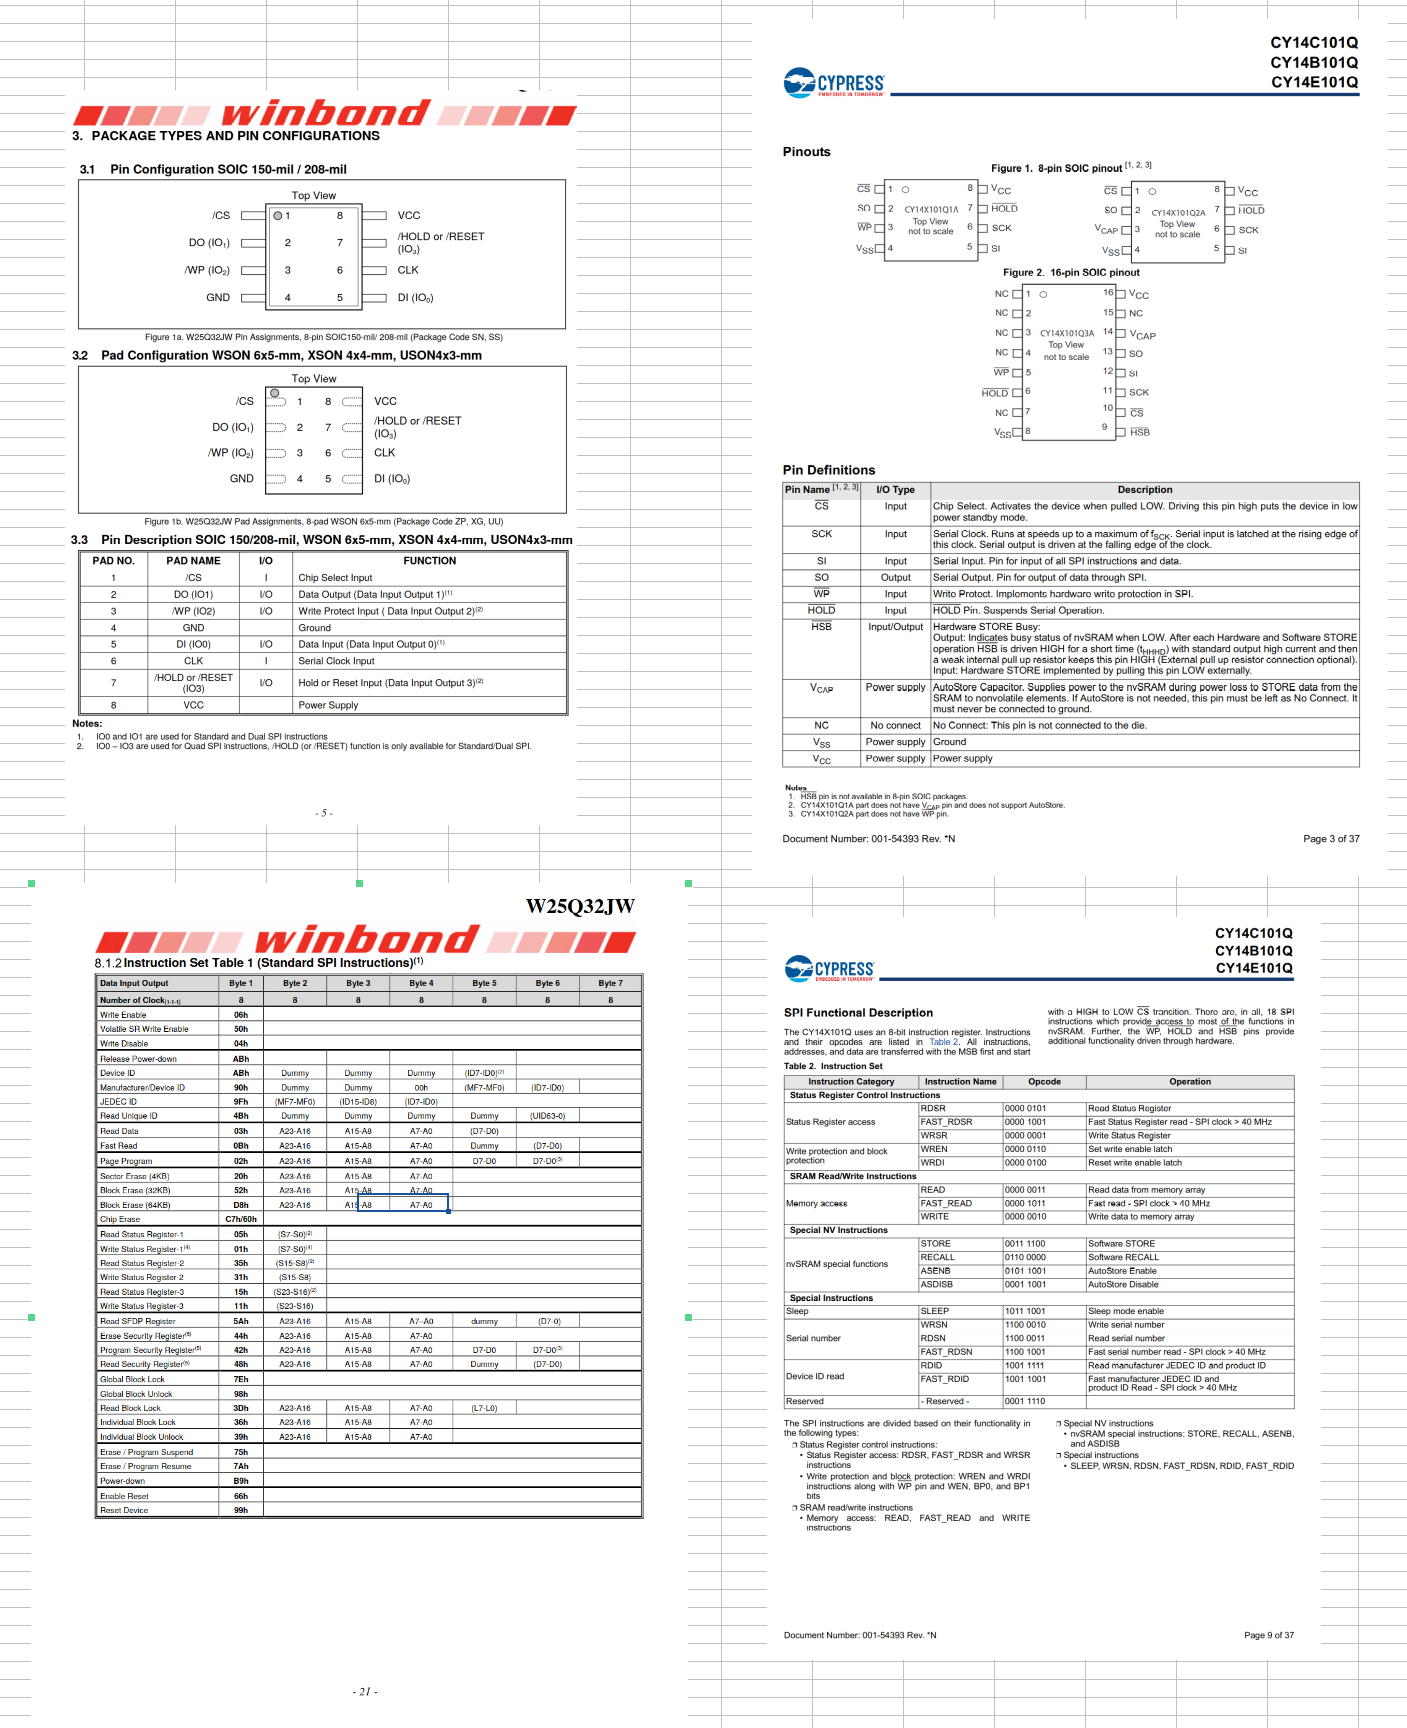 winbond
3. PACKAGE TYPES AND PIN CONFIGURATIONS
3.1 Pin Configuration SOIC 150-mil / 208-mil
Top View
/CS 1 8 VCC
DO (IO1) 2 7 /HOLD or /RESET (IO3)
/WP (IO2) 3 6 CLK
GND 4 5 DI (IO0)
Figure 1a. W25Q32JW Pin Assignments, 8-pin SOIC150-mil/ 208-mil (Package Code SN, SS)
3.2 Pad Configuration WSON 6x5-mm, XSON 4x4-mm, USON4x3-mm
Top View
/CS 1 8 VCC
DO (IO1) 2 7 /HOLD or /RESET (IO3)
/WP (IO2) 3 6 CLK
GND 4 5 DI (IO0)
Figure 1b. W25Q32JW Pad Assignments, 8-pad WSON 6x5-mm (Package Code ZP, XG, UU)
3.3 Pin Description SOIC 150/208-mil, WSON 6x5-mm, XSON 4x4-mm, USON4x3-mm
PAD NO. PAD NAME I/O FUNCTION
1 /CS I Chip Select Input
2 DO (IO1) I/O Data Output (Data Input Output 1)(1)
3 /WP (IO2) I/O Write Protect Input ( Data Input Output 2)(2)
4 GND Ground
5 DI (IO0) I/O Data Input (Data Input Output 0)(1)
6 CLK I Serial Clock Input
7 /HOLD or /RESET (IO3) I/O Hold or Reset Input (Data Input Output 3)(2)
8 VCC Power Supply
Notes:
1. IO0 and IO1 are used for Standard and Dual SPI instructions
2. IO0 – IO3 are used for Quad SPI instructions, /HOLD (or /RESET) function is only available for Standard/Dual SPI.
- 5 -
CY14C101Q
CY14B101Q
CY14E101Q
CYPRESS
EMBEDDED IN TOMORROW
Pinouts
Figure 1. 8-pin SOIC pinout [1, 2, 3]
CS 1 8 VCC
SO 2 CY14X101Q1A 7 HOLD
WP 3 Top View not to scale 6 SCK
VSS 4 5 SI
CS 1 8 VCC
SO 2 CY14X101Q2A 7 HOLD
VCAP 3 Top View not to scale 6 SCK
VSS 4 5 SI
Figure 2. 16-pin SOIC pinout
NC 1 16 VCC
NC 2 15 NC
NC 3 CY14X101Q3A 14 VCAP
NC 4 Top View not to scale 13 SO
WP 5 12 SI
HOLD 6 11 SCK
NC 7 10 CS
VSS 8 9 HSB
Pin Definitions
Pin Name [1, 2, 3] I/O Type Description
CS Input Chip Select. Activates the device when pulled LOW. Driving this pin high puts the device in low
power standby mode.
SCK Input Serial Clock. Runs at speeds up to a maximum of fSCK. Serial input is latched at the rising edge of
this clock. Serial output is driven at the falling edge of the clock.
SI Input Serial Input. Pin for input of all SPI instructions and data.
SO Output Serial Output. Pin for output of data through SPI.
WP Input Write Protect. Implements hardware write protection in SPI.
HOLD Input HOLD Pin. Suspends Serial Operation.
HSB Input/Output Hardware STORE Busy:
Output: Indicates busy status of nvSRAM when LOW. After each Hardware and Software STORE
operation HSB is driven HIGH for a short time (tHHHD) with standard output high current and then
a weak internal pull up resistor keeps this pin HIGH (External pull up resistor connection optional).
Input: Hardware STORE implemented by pulling this pin LOW externally.
VCAP Power supply AutoStore Capacitor. Supplies power to the nvSRAM during power loss to STORE data from the
SRAM to nonvolatile elements. If AutoStore is not needed, this pin must be left as No Connect. It
must never be connected to ground.
NC No connect No Connect: This pin is not connected to the die.
VSS Power supply Ground
VCC Power supply Power supply
Notes
1. HSB pin is not available in 8-pin SOIC packages.
2. CY14X101Q1A part does not have VCAP pin and does not support AutoStore.
3. CY14X101Q2A part does not have WP pin.
Document Number: 001-54393 Rev. *N Page 3 of 37
W25Q32JW
winbond
8.1.2 Instruction Set Table 1 (Standard SPI Instructions)(1)
Data Input Output Byte 1 Byte 2 Byte 3 Byte 4 Byte 5 Byte 6 Byte 7
Number of Clock(1-1-1) 8 8 8 8 8 8 8
Write Enable 06h
Volatile SR Write Enable 50h
Write Disable 04h
Release Power-down ABh
Device ID ABh Dummy Dummy Dummy (ID7-ID0)(2)
Manufacturer/Device ID 90h Dummy Dummy 00h (MF7-MF0) (ID7-ID0)
JEDEC ID 9Fh (MF7-MF0) (ID15-ID8) (ID7-ID0)
Read Unique ID 4Bh Dummy Dummy Dummy Dummy (UID63-0)
Read Data 03h A23-A16 A15-A8 A7-A0 (D7-D0)
Fast Read 0Bh A23-A16 A15-A8 A7-A0 Dummy (D7-D0)
Page Program 02h A23-A16 A15-A8 A7-A0 D7-D0 D7-D0(3)
Sector Erase (4KB) 20h A23-A16 A15-A8 A7-A0
Block Erase (32KB) 52h A23-A16 A15-A8 A7-A0
Block Erase (64KB) D8h A23-A16 A15-A8 A7-A0
Chip Erase C7h/60h
Read Status Register-1 05h (S7-S0)(2)
Write Status Register-1(4) 01h (S7-S0)(4)
Read Status Register-2 35h (S15-S8)(2)
Write Status Register-2 31h (S15-S8)
Read Status Register-3 15h (S23-S16)(2)
Write Status Register-3 11h (S23-S16)
Read SFDP Register 5Ah A23-A16 A15-A8 A7–A0 dummy (D7-0)
Erase Security Register(5) 44h A23-A16 A15-A8 A7-A0
Program Security Register(5) 42h A23-A16 A15-A8 A7-A0 D7-D0 D7-D0(3)
Read Security Register(5) 48h A23-A16 A15-A8 A7-A0 Dummy (D7-D0)
Global Block Lock 7Eh
Global Block Unlock 98h
Read Block Lock 3Dh A23-A16 A15-A8 A7-A0 (L7-L0)
Individual Block Lock 36h A23-A16 A15-A8 A7-A0
Individual Block Unlock 39h A23-A16 A15-A8 A7-A0
Erase / Program Suspend 75h
Erase / Program Resume 7Ah
Power-down B9h
Enable Reset 66h
Reset Device 99h
- 21 -
CY14C101Q
CY14B101Q
CY14E101Q
CYPRESS
EMBEDDED IN TOMORROW
SPI Functional Description
The CY14X101Q uses an 8-bit instruction register. Instructions
and their opcodes are listed in Table 2. All instructions,
addresses, and data are transferred with the MSB first and start
with a HIGH to LOW CS transition. There are, in all, 18 SPI
instructions which provide access to most of the functions in
nvSRAM. Further, the WP, HOLD and HSB pins provide
additional functionality driven through hardware.
Table 2. Instruction Set
Instruction Category Instruction Name Opcode Operation
Status Register Control Instructions
Status Register access RDSR 0000 0101 Read Status Register
FAST_RDSR 0000 1001 Fast Status Register read - SPI clock > 40 MHz
WRSR 0000 0001 Write Status Register
Write protection and block protection WREN 0000 0110 Set write enable latch
WRDI 0000 0100 Reset write enable latch
SRAM Read/Write Instructions
Memory access READ 0000 0011 Read data from memory array
FAST_READ 0000 1011 Fast read - SPI clock > 40 MHz
WRITE 0000 0010 Write data to memory array
Special NV Instructions
nvSRAM special functions STORE 0011 1100 Software STORE
RECALL 0110 0000 Software RECALL
ASENB 0101 1001 AutoStore Enable
ASDISB 0001 1001 AutoStore Disable
Special Instructions
Sleep SLEEP 1011 1001 Sleep mode enable
Serial number WRSN 1100 0010 Write serial number
RDSN 1100 0011 Read serial number
FAST_RDSN 1100 1001 Fast serial number read - SPI clock > 40 MHz
Device ID read RDID 1001 1111 Read manufacturer JEDEC ID and product ID
FAST_RDID 1001 1001 Fast manufacturer JEDEC ID and
product ID Read - SPI clock > 40 MHz
Reserved - Reserved - 0001 1110
The SPI instructions are divided based on their functionality in
the following types:
❐ Status Register control instructions:
• Status Register access: RDSR, FAST_RDSR and WRSR
instructions
• Write protection and block protection: WREN and WRDI
instructions along with WP pin and WEN, BP0, and BP1
bits
❐ SRAM read/write instructions
• Memory access: READ, FAST_READ and WRITE
instructions
❐ Special NV instructions
• nvSRAM special instructions: STORE, RECALL, ASENB,
and ASDISB
❐ Special instructions
• SLEEP, WRSN, RDSN, FAST_RDSN, RDID, FAST_RDID
Document Number: 001-54393 Rev. *N Page 9 of 37